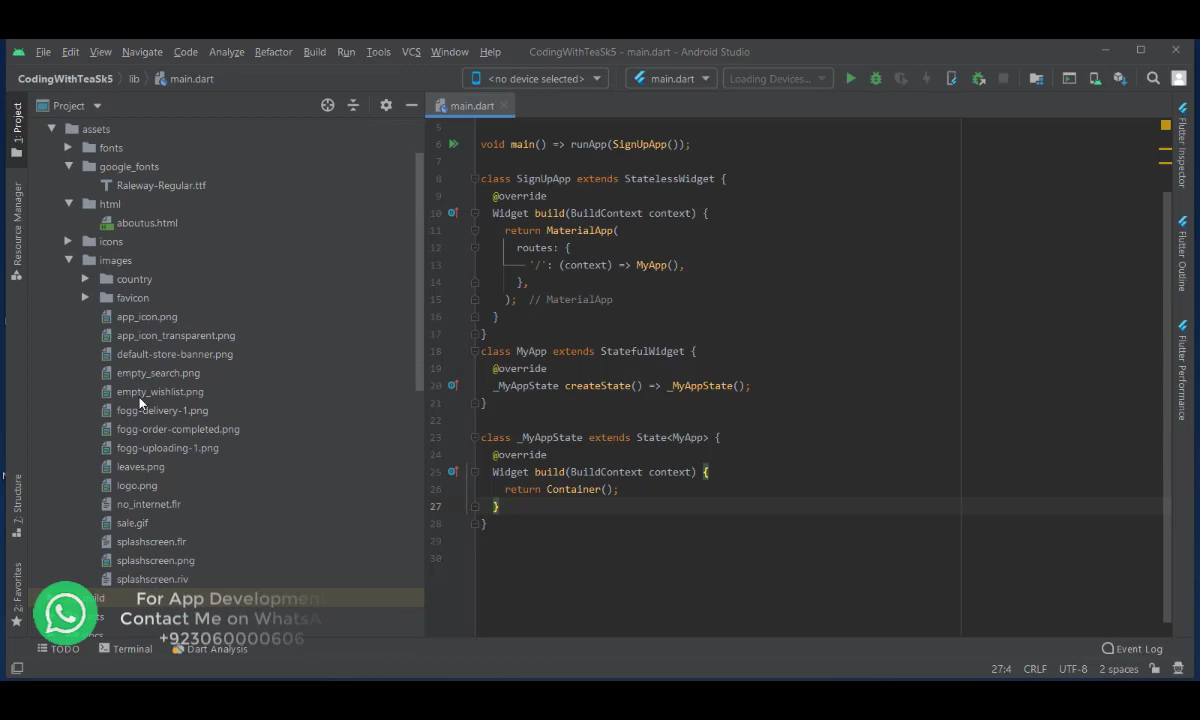 File Edit View Navigate Code Analyze Refactor Build Run Tools VCS Window Help CodingWithTeaSk5 – main.dart – Android Studio
CodingWithTeaSk5 lib main.dart <no device selected> main.dart Loading Devices...
1: Project
Resource Manager
7: Structure
2: Favorites
Project
assets
fonts
google_fonts
Raleway-Regular.ttf
html
aboutus.html
icons
images
country
favicon
app_icon.png
app_icon_transparent.png
default-store-banner.png
empty_search.png
empty_wishlist.png
fogg-delivery-1.png
fogg-order-completed.png
fogg-uploading-1.png
leaves.png
logo.png
no_internet.flr
sale.gif
splashscreen.flr
splashscreen.png
splashscreen.riv
For App Developmen
Contact Me on WhatsA
+923060000606
main.dart
5
6 void main() => runApp(SignUpApp());
7
8 class SignUpApp extends StatelessWidget {
9 @override
10 Widget build(BuildContext context) {
11 return MaterialApp(
12 routes: {
13 '/': (context) => MyApp(),
14 },
15 ); // MaterialApp
16 }
17 }
18 class MyApp extends StatefulWidget {
19 @override
20 _MyAppState createState() => _MyAppState();
21 }
22
23 class _MyAppState extends State<MyApp> {
24 @override
25 Widget build(BuildContext context) {
26 return Container();
27 }
28 }
29
30
Flutter Inspector
Flutter Outline
Flutter Performance
TODO Terminal Dart Analysis Event Log
27:4 CRLF UTF-8 2 spaces